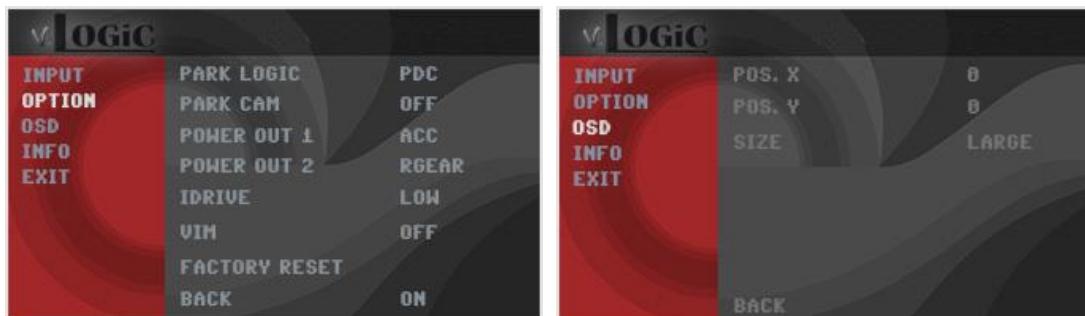 v.LOGiC
INPUT
OPTION
OSD
INFO
EXIT
PARK LOGIC PDC
PARK CAM OFF
POWER OUT 1 ACC
POWER OUT 2 RGEAR
IDRIVE LOW
VIM OFF
FACTORY RESET
BACK ON
v.LOGiC
INPUT
OPTION
OSD
INFO
EXIT
POS. X 0
POS. Y 0
SIZE LARGE
BACK